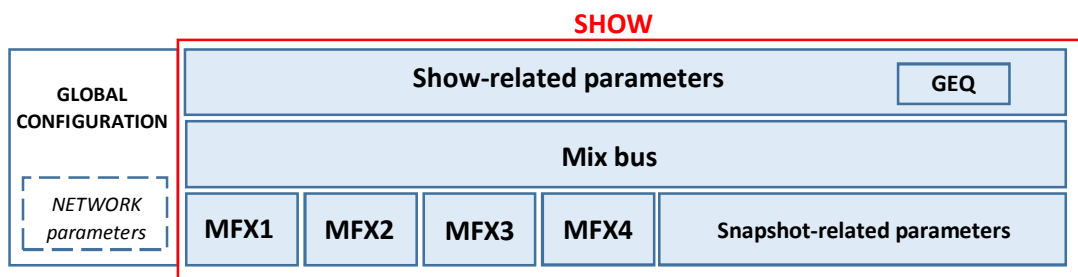 SHOW
GLOBAL
CONFIGURATION
NETWORK
parameters
Show-related parameters
GEQ
Mix bus
MFX1
MFX2
MFX3
MFX4
Snapshot-related parameters